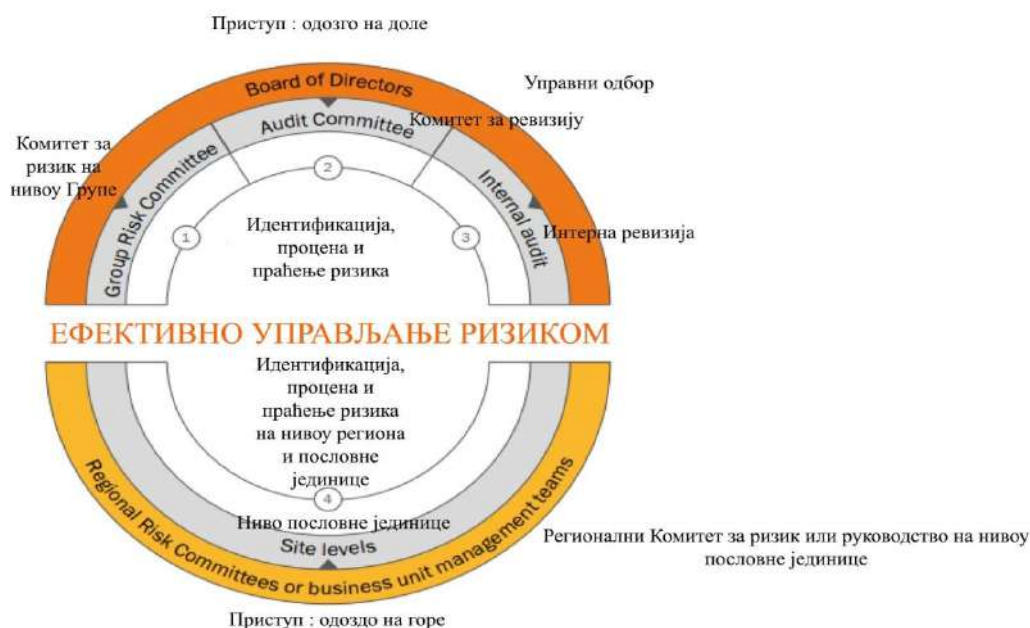 Приступ : одозго на доле
Board of Directors
Управни одбор
Audit Committee
Комитет за ревизију
Комитет за
ризик на
нивоу Групе
Group Risk Committee
2
Internal audit
1
3
Идентификација,
процена и
праћење ризика
Интерна ревизија
ЕФЕКТИВНО УПРАВЉАЊЕ РИЗИКОМ
Идентификација,
процена и
праћење ризика
на нивоу региона
и пословне
јединице
4
Ниво пословне јединице
Site levels
Regional Risk Committees or business unit management teams
Регионални Комитет за ризик или руководство на нивоу
пословне јединице
Приступ : одоздо на горе